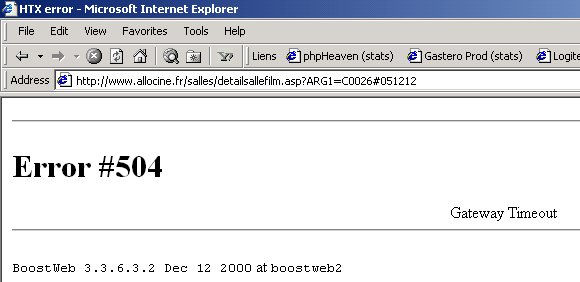 HTX error - Microsoft Internet Explorer
File Edit View Favorites Tools Help
Liens phpHeaven (stats) Gastero Prod (stats)
Address http://www.allocine.fr/salles/detailsallefilm.asp?ARG1=C0026#051212
Error #504
Gateway Timeout
BoostWeb 3.3.6.3.2 Dec 12 2000 at boostweb2